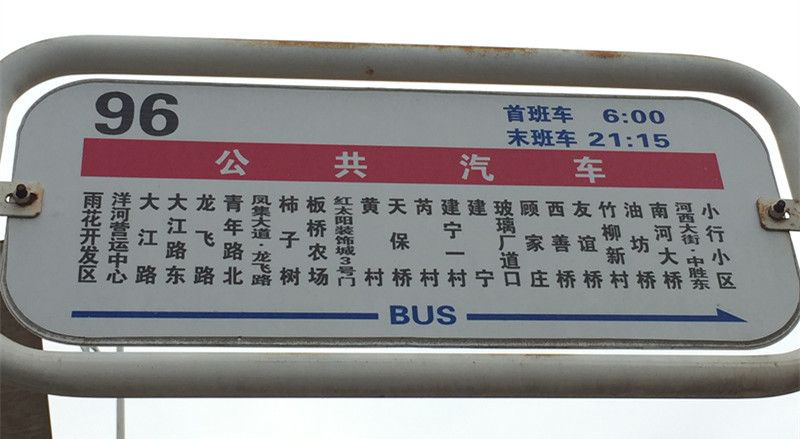 96
首班车 6:00
末班车 21:15
公共汽车
雨花开发区
洋河营运中心
大江路
大江路东
龙飞路
青年路北
凤集大道·龙飞路
柿子树
板桥农场
红太阳装饰城3号门
黄村
天保桥
芮村
建宁一村
建宁
玻璃厂道口
顾家庄
西善桥
友谊桥
竹柳新村
油坊桥
南河大桥
河西大街·中胜东
小行小区
BUS